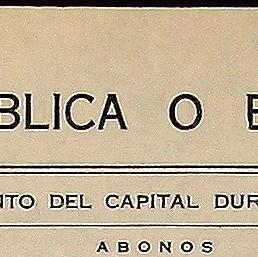 BLICA O E
NTO DEL CAPITAL DUR
ABONOS